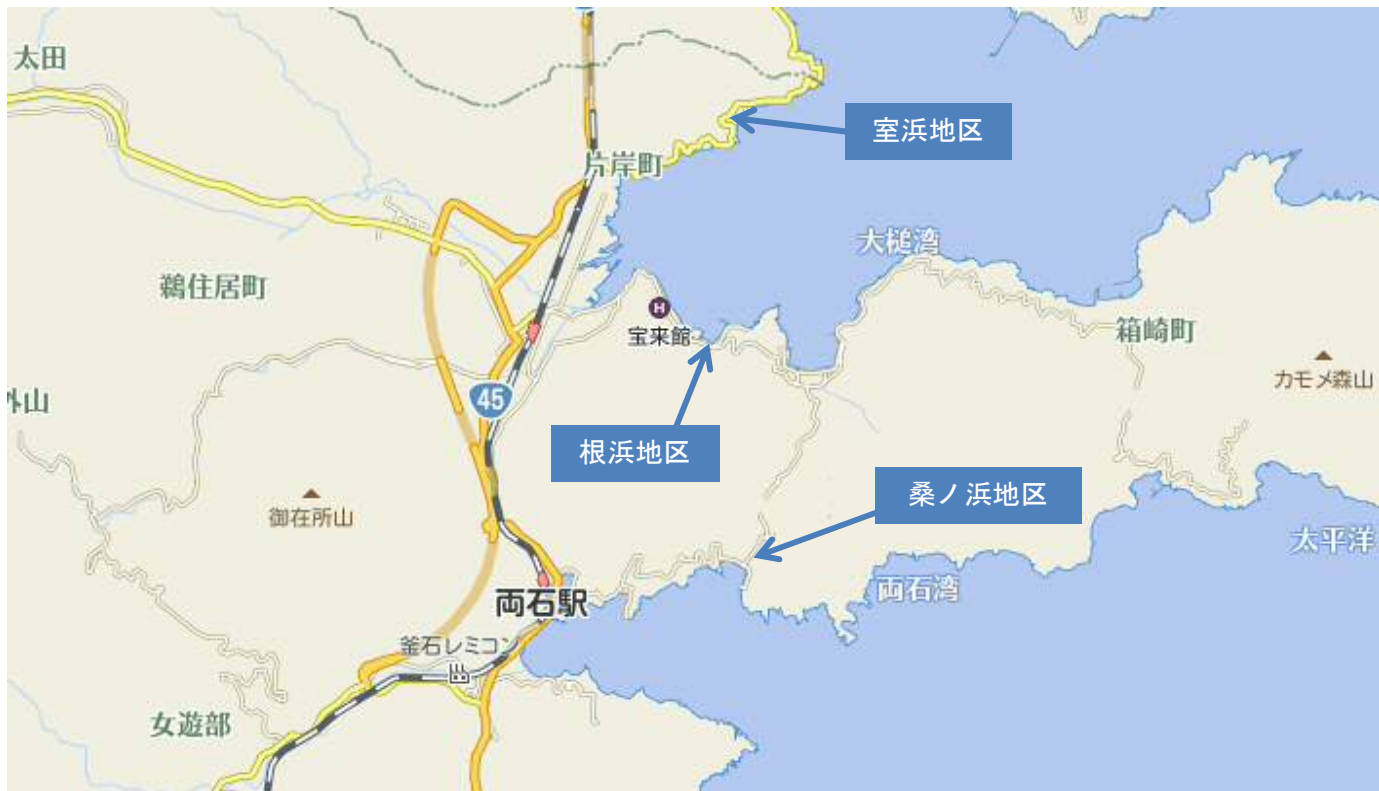 太田
室浜地区
片岸町
大槌湾
鵜住居町
宝来館
H
箱崎町
カモメ森山
外山
45
根浜地区
桑ノ浜地区
御在所山
太平洋
両石湾
両石駅
釜石レミコン
女遊部